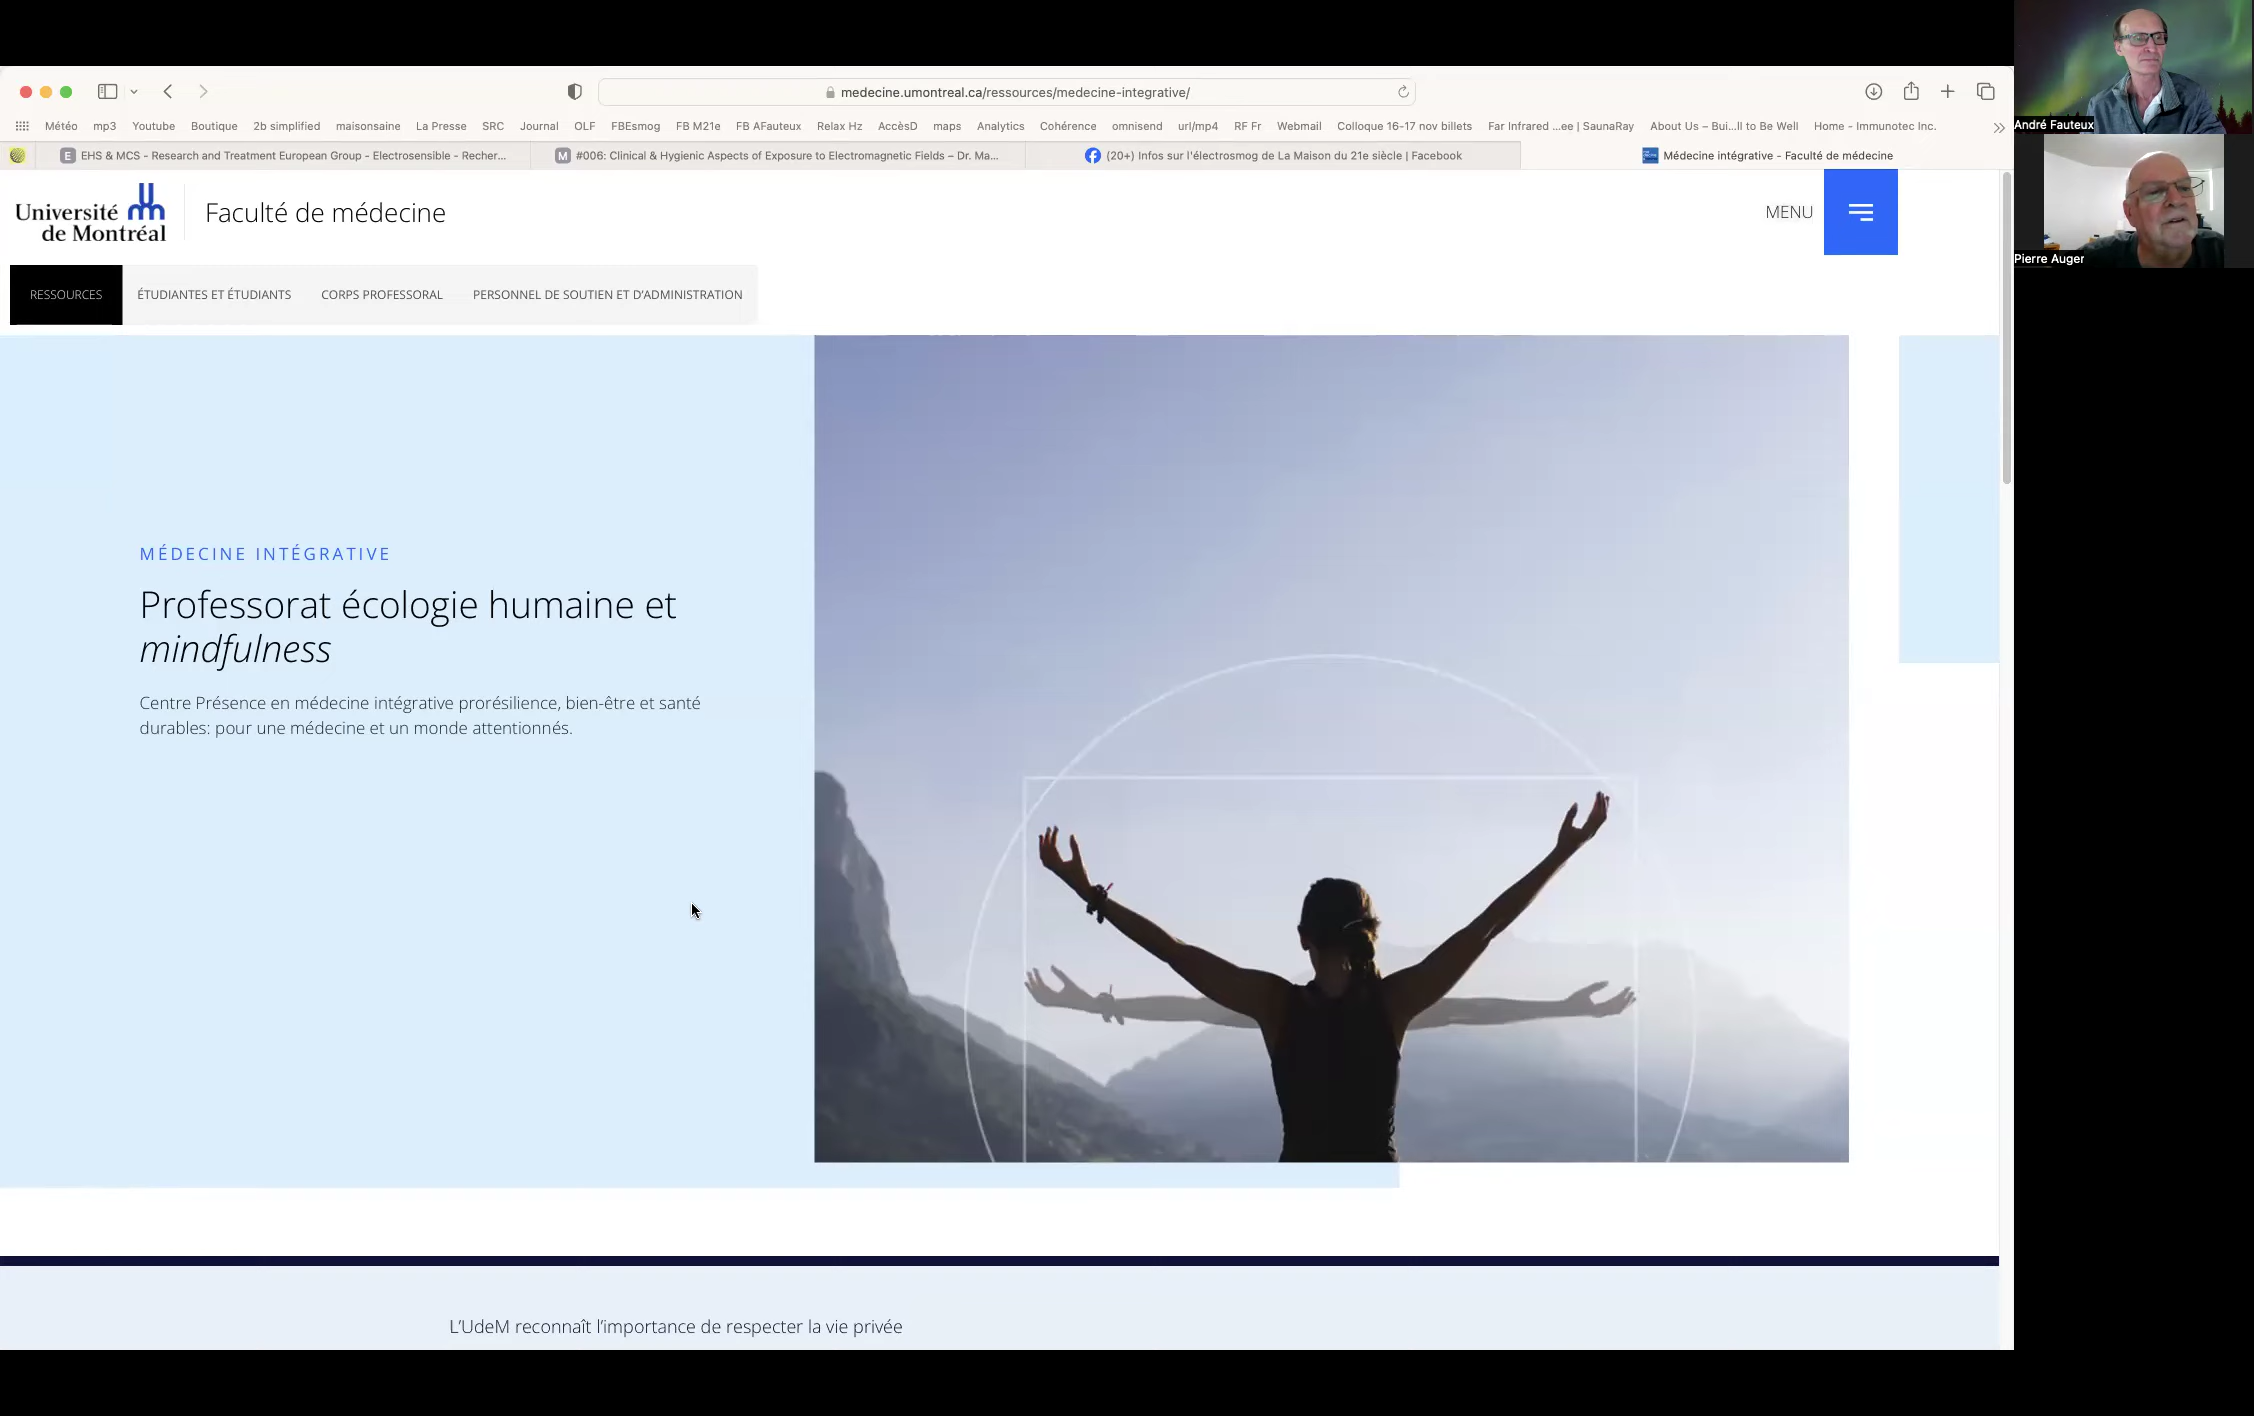 medecine.umontreal.ca/ressources/medecine-integrative/
Météo mp3 Youtube Boutique 2b simplified maisonsaine La Presse SRC Journal OLF FBEsmog FB M21e FB AFauteux Relax Hz AccèsD maps Analytics Cohérence omnisend url/mp4 RF Fr Webmail Colloque 16-17 nov billets Far Infrared ...ee | SaunaRay About Us – Bui...ll to Be Well Home - Immunotec Inc.
E EHS & MCS - Research and Treatment European Group - Electrosensible - Recher... M #006: Clinical & Hygienic Aspects of Exposure to Electromagnetic Fields – Dr. Ma... (20+) Infos sur l'électrosmog de La Maison du 21e siècle | Facebook Médecine intégrative - Faculté de médecine
Université
de Montréal
Faculté de médecine
MENU
RESSOURCES ÉTUDIANTES ET ÉTUDIANTS CORPS PROFESSORAL PERSONNEL DE SOUTIEN ET D'ADMINISTRATION
MÉDECINE INTÉGRATIVE
Professorat écologie humaine et
mindfulness
Centre Présence en médecine intégrative prorésilience, bien-être et santé
durables: pour une médecine et un monde attentionnés.
L'UdeM reconnaît l'importance de respecter la vie privée
André Fauteux
Pierre Auger